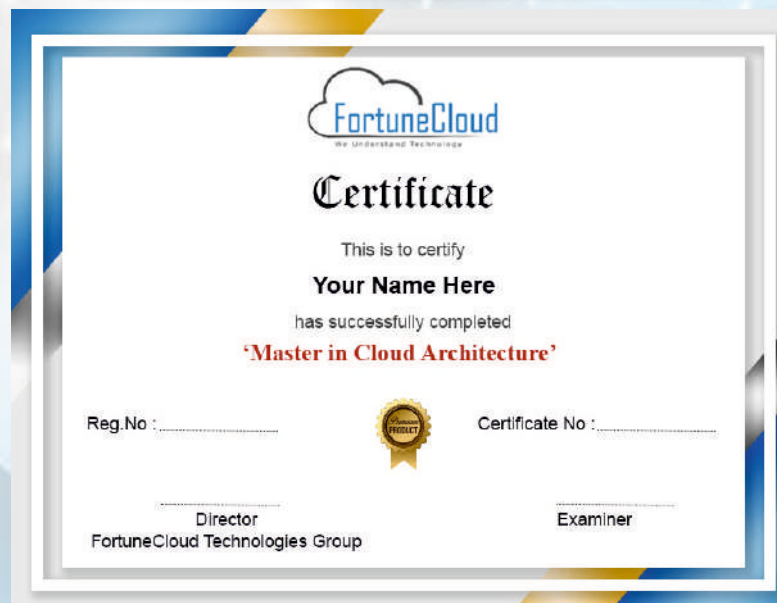 FortuneCloud
We Understand Technology
Certificate
This is to certify
Your Name Here
has successfully completed
‘Master in Cloud Architecture’
Reg.No :
Premium
PRODUCT
Certificate No :
Director
FortuneCloud Technologies Group
Examiner